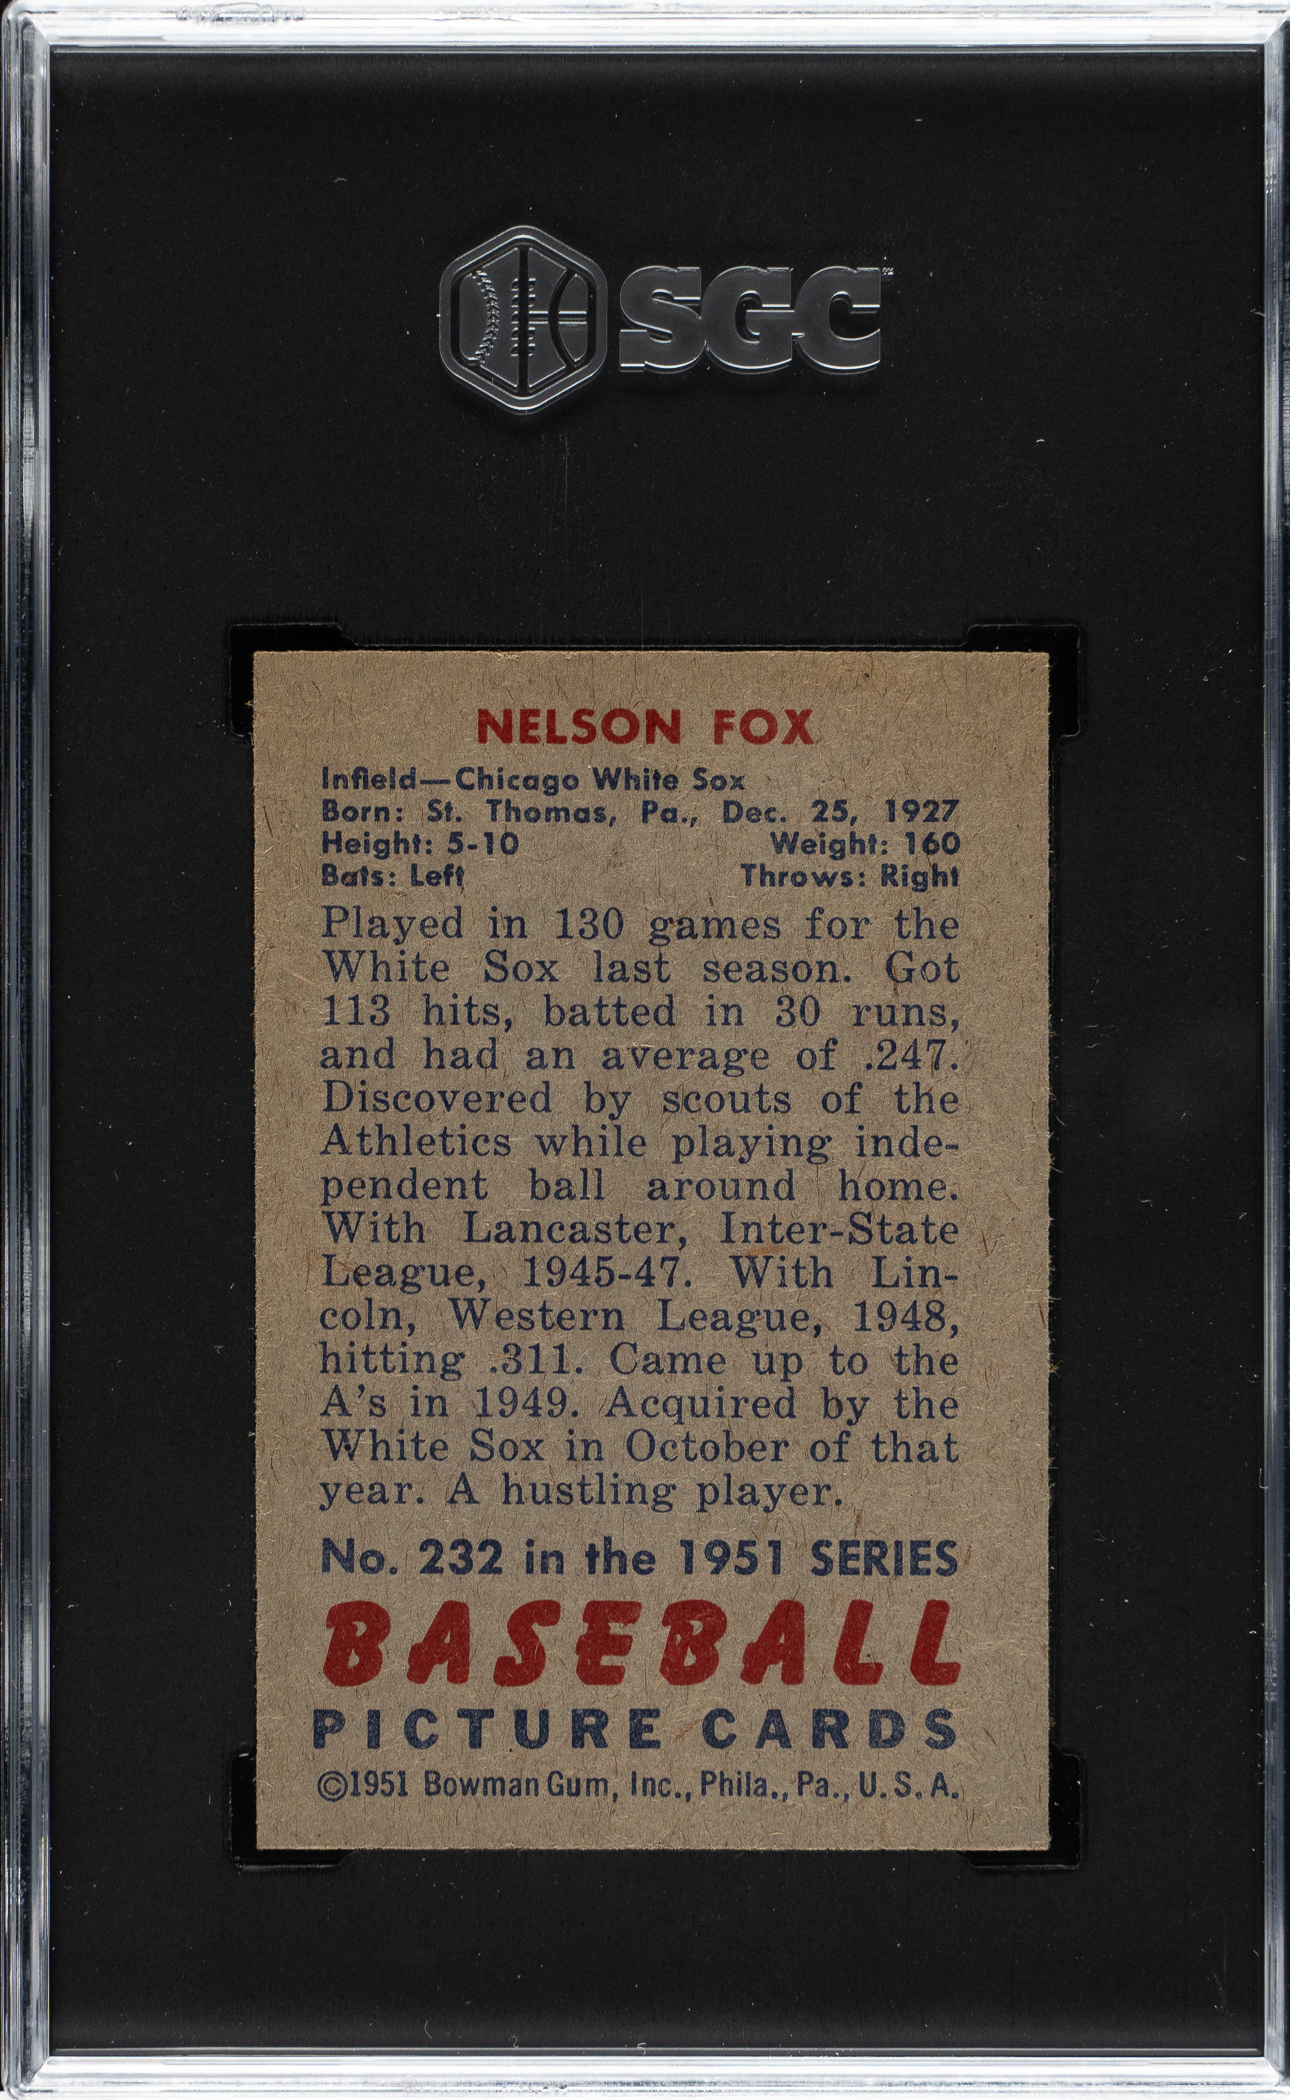 SGC™
NELSON FOX
Infield—Chicago White Sox
Born: St. Thomas, Pa., Dec. 25, 1927
Height: 5-10 Weight: 160
Bats: Left Throws: Right
Played in 130 games for the
White Sox last season. Got
113 hits, batted in 30 runs,
and had an average of .247.
Discovered by scouts of the
Athletics while playing inde-
pendent ball around home.
With Lancaster, Inter-State
League, 1945-47. With Lin-
coln, Western League, 1948,
hitting .311. Came up to the
A's in 1949. Acquired by the
White Sox in October of that
year. A hustling player.
No. 232 in the 1951 SERIES
BASEBALL
PICTURE CARDS
©1951 Bowman Gum, Inc., Phila., Pa., U. S. A.